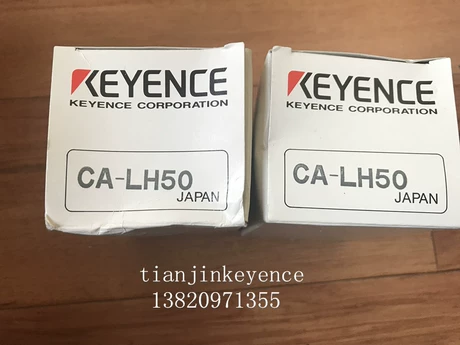 KEYENCE
KEYENCE CORPORATION
CA-LH50
JAPAN
KEYENCE
KEYENCE CORPORATION
CA-LH50
JAPAN
tianjinkeyence
13820971355